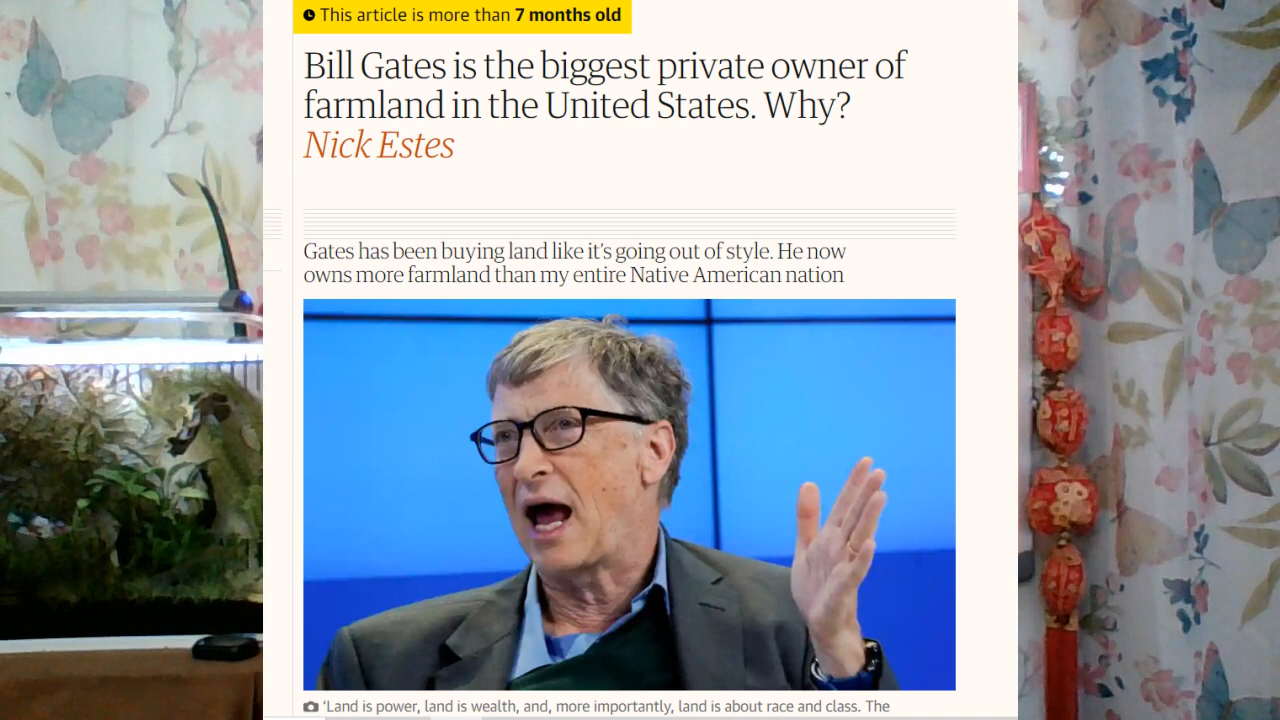 This article is more than 7 months old
Bill Gates is the biggest private owner of
farmland in the United States. Why?
Nick Estes
Gates has been buying land like it’s going out of style. He now
owns more farmland than my entire Native American nation
‘Land is power, land is wealth, and, more importantly, land is about race and class. The